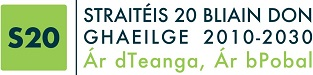 S20
STRAITÉIS 20 BLIAIN DON
GHAEILGE 2010-2030
Ár dTeanga, Ár bPobal